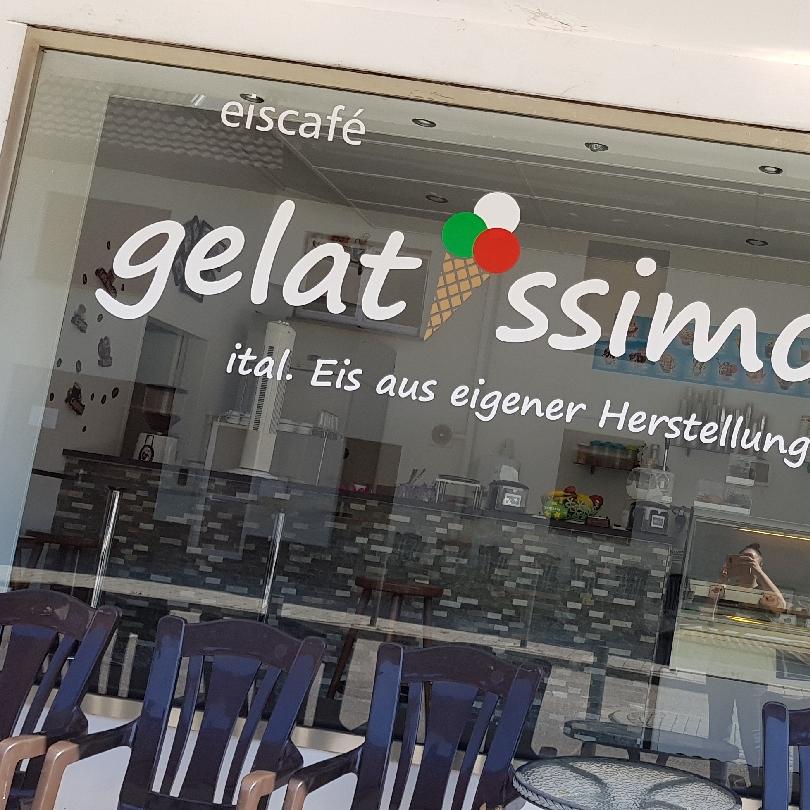 eiscafé
gelatissimo
ital. Eis aus eigener Herstellung